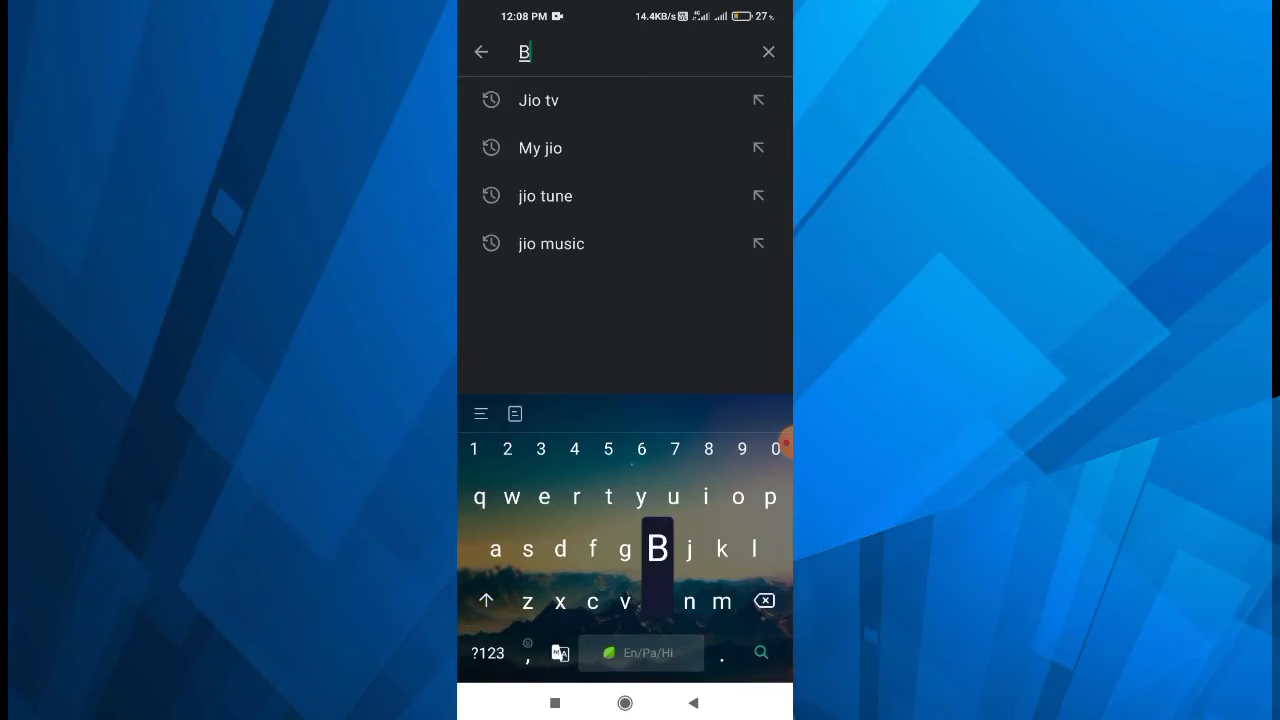 12:08 PM 14.4KB/s 27%
B
Jio tv
My jio
jio tune
jio music
1 2 3 4 5 6 7 8 9 0
q w e r t y u i o p
a s d f g B j k l
z x c v n m
?123 , En/Pa/Hi .